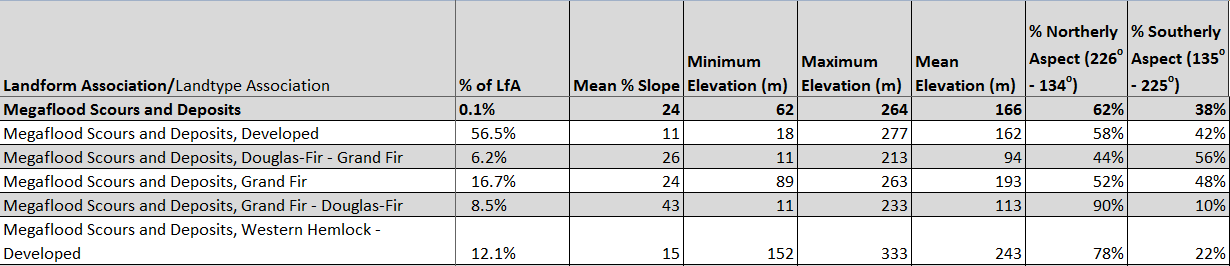 Landform Association/Landtype Association % of LfA Mean % Slope Minimum Elevation (m) Maximum Elevation (m) Mean Elevation (m) % Northerly Aspect (226° - 134°) % Southerly Aspect (135° - 225°)
Megaflood Scours and Deposits 0.1% 24 62 264 166 62% 38%
Megaflood Scours and Deposits, Developed 56.5% 11 18 277 162 58% 42%
Megaflood Scours and Deposits, Douglas-Fir - Grand Fir 6.2% 26 11 213 94 44% 56%
Megaflood Scours and Deposits, Grand Fir 16.7% 24 89 263 193 52% 48%
Megaflood Scours and Deposits, Grand Fir - Douglas-Fir 8.5% 43 11 233 113 90% 10%
Megaflood Scours and Deposits, Western Hemlock -
Developed 12.1% 15 152 333 243 78% 22%